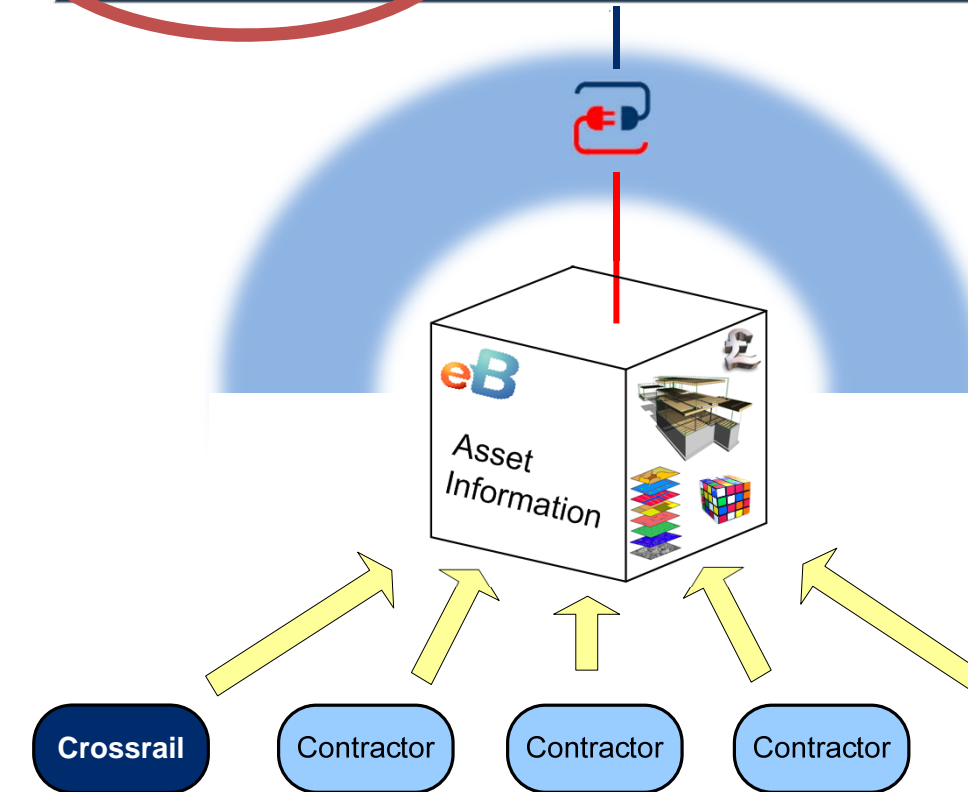 eB
Asset
Information
£
Crossrail
Contractor
Contractor
Contractor